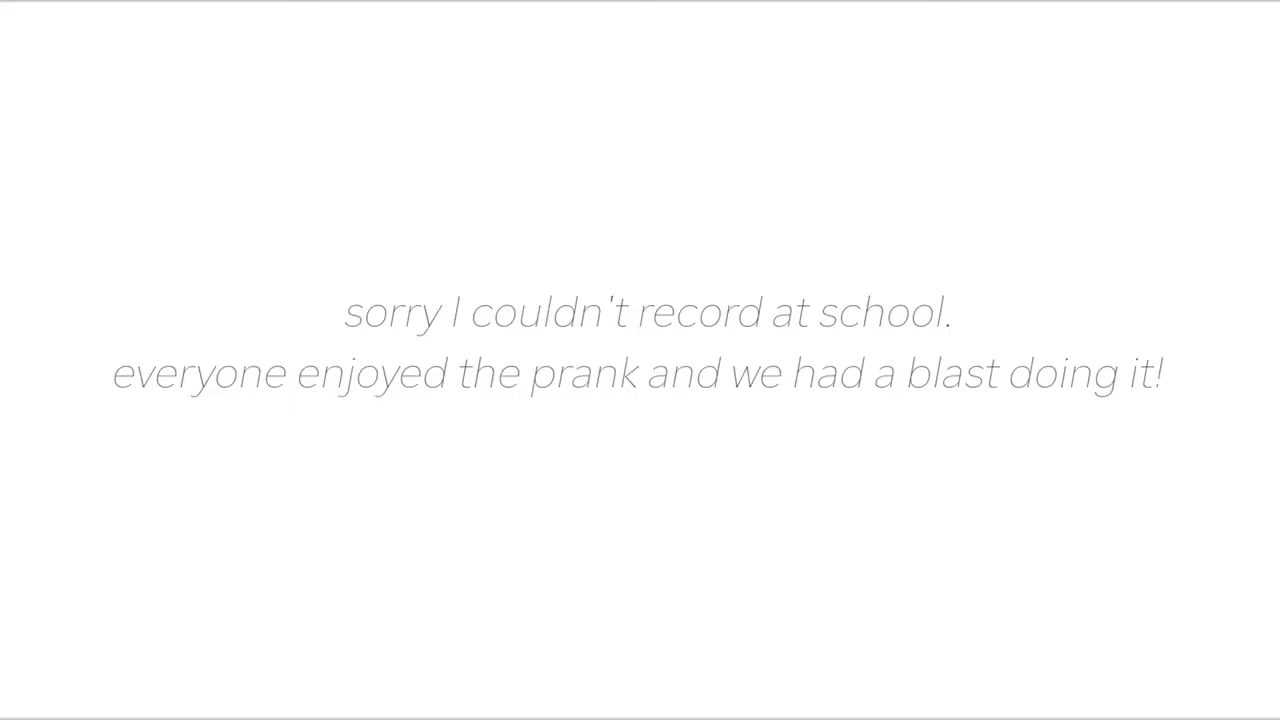 sorry I couldn't record at school.
everyone enjoyed the prank and we had a blast doing it!